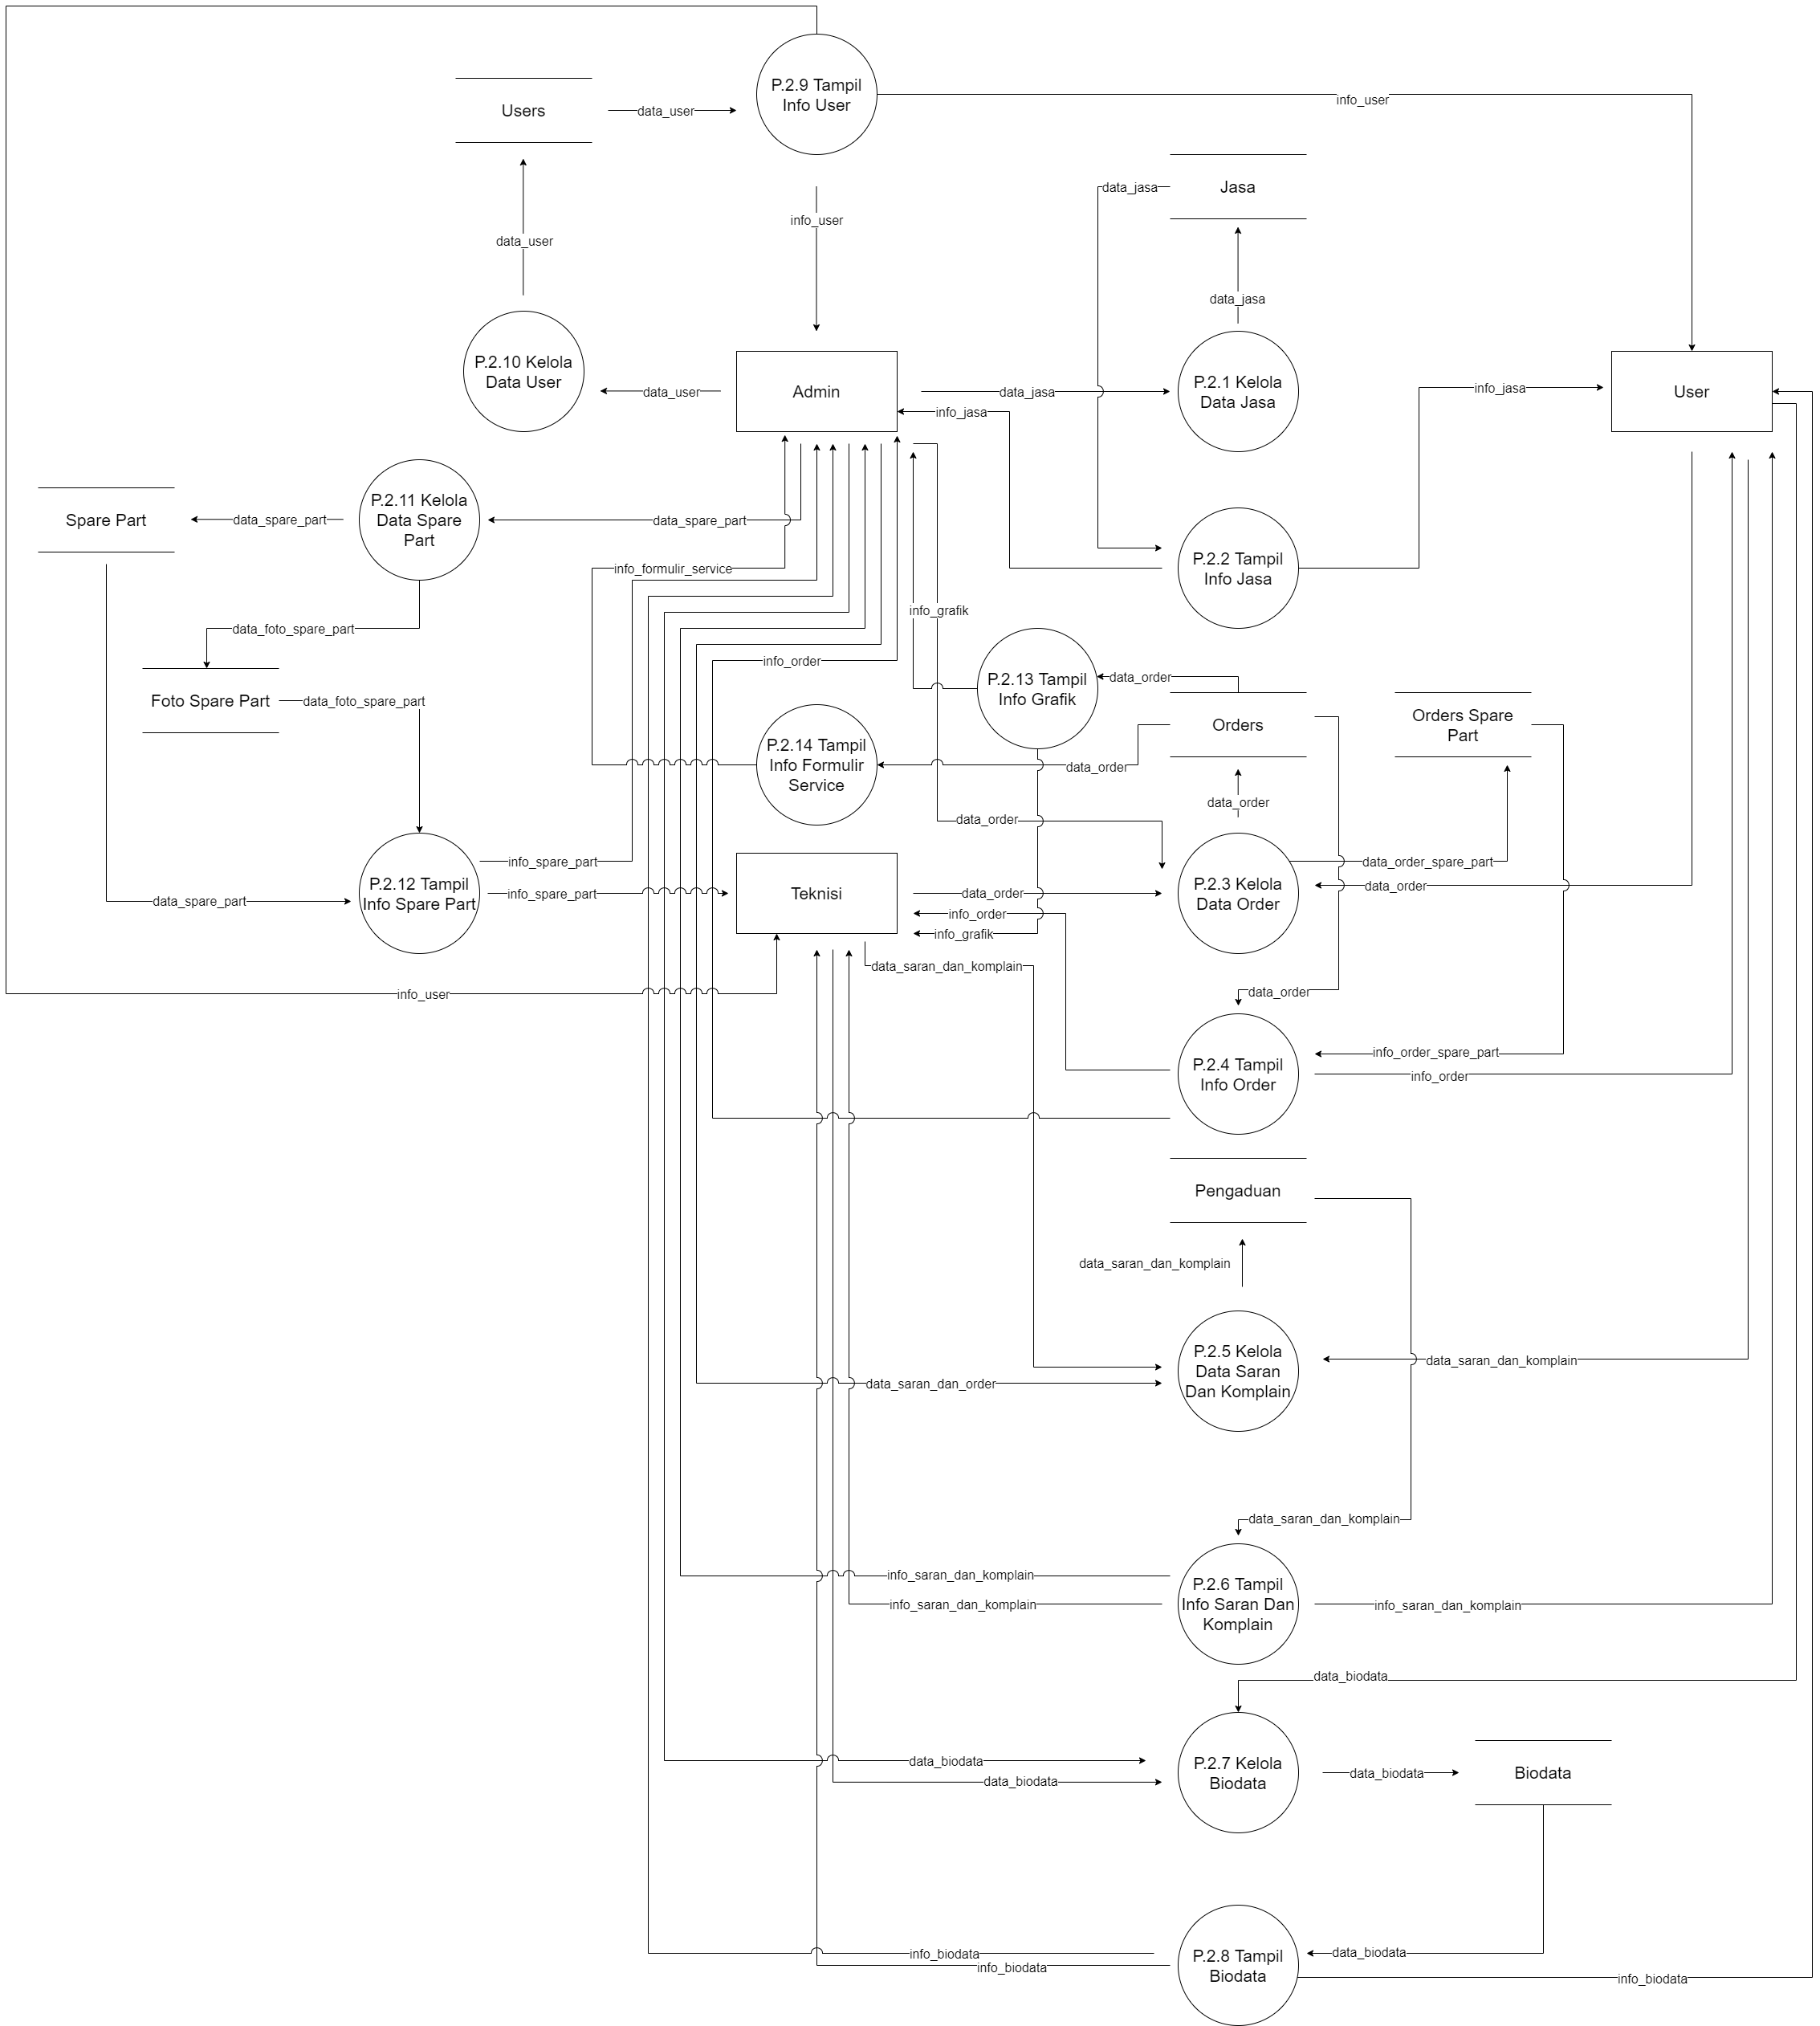 P.2.9 Tampil
Info User
info_user
Users
data_user
Jasa
data_jasa
info_user
data_user
data_jasa
P.2.10 Kelola
Data User
data_user
Admin
data_jasa
P.2.1 Kelola
Data Jasa
info_jasa
User
info_jasa
P.2.11 Kelola
Data Spare
Part
Spare Part
data_spare_part
data_spare_part
P.2.2 Tampil
Info Jasa
info_formulir_service
info_grafik
data_foto_spare_part
info_order
Foto Spare Part
data_foto_spare_part
P.2.13 Tampil
Info Grafik
data_order
Orders
Orders Spare
Part
P.2.14 Tampil
Info Formulir
Service
data_order
data_order
data_order
info_spare_part
data_order_spare_part
P.2.12 Tampil
Info Spare Part
info_spare_part
data_spare_part
Teknisi
data_order
P.2.3 Kelola
Data Order
data_order
info_order
info_grafik
data_saran_dan_komplain
info_user
data_order
P.2.4 Tampil
Info Order
info_order_spare_part
info_order
Pengaduan
data_saran_dan_komplain
P.2.5 Kelola
Data Saran
Dan Komplain
data_saran_dan_komplain
data_saran_dan_order
data_saran_dan_komplain
P.2.6 Tampil
Info Saran Dan
Komplain
info_saran_dan_komplain
info_saran_dan_komplain
info_saran_dan_komplain
data_biodata
P.2.7 Kelola
Biodata
data_biodata
data_biodata
data_biodata
Biodata
P.2.8 Tampil
Biodata
info_biodata
info_biodata
data_biodata
info_biodata